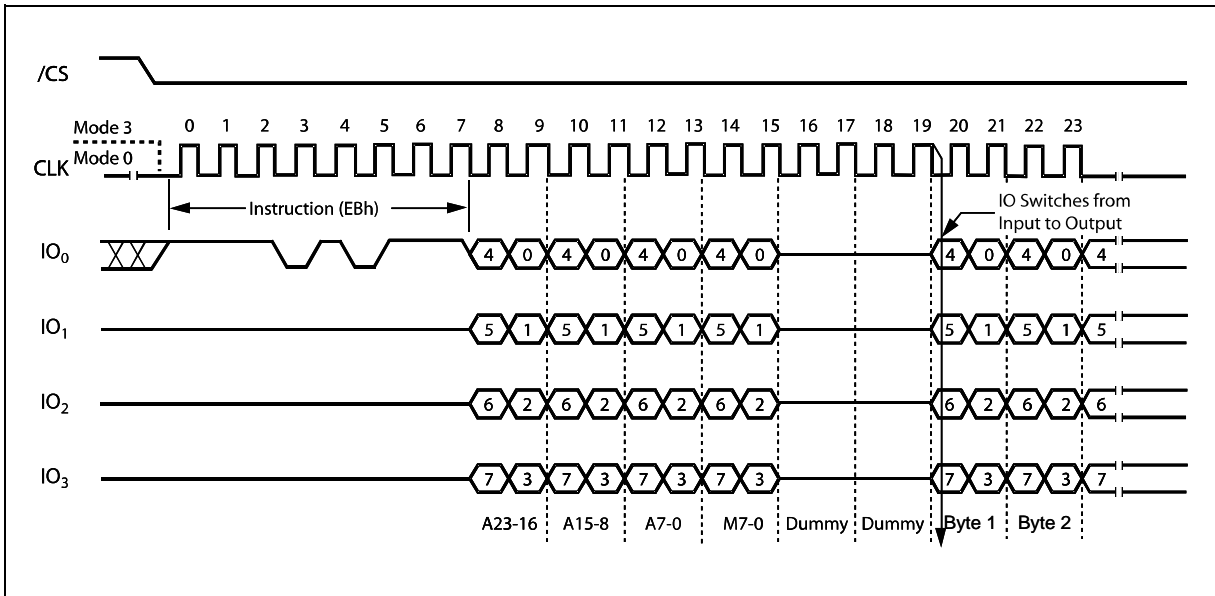 /CS
Mode 3
Mode 0
CLK
0 1 2 3 4 5 6 7 8 9 10 11 12 13 14 15 16 17 18 19 20 21 22 23
Instruction (EBh)
IO Switches from
Input to Output
IO₀ 4 0 4 0 4 0 4 0 4 0 4 0 4
IO₁ 5 1 5 1 5 1 5 1 5 1 5 1 5
IO₂ 6 2 6 2 6 2 6 2 6 2 6 2 6
IO₃ 7 3 7 3 7 3 7 3 7 3 7 3 7
A23-16 A15-8 A7-0 M7-0 Dummy Dummy Byte 1 Byte 2